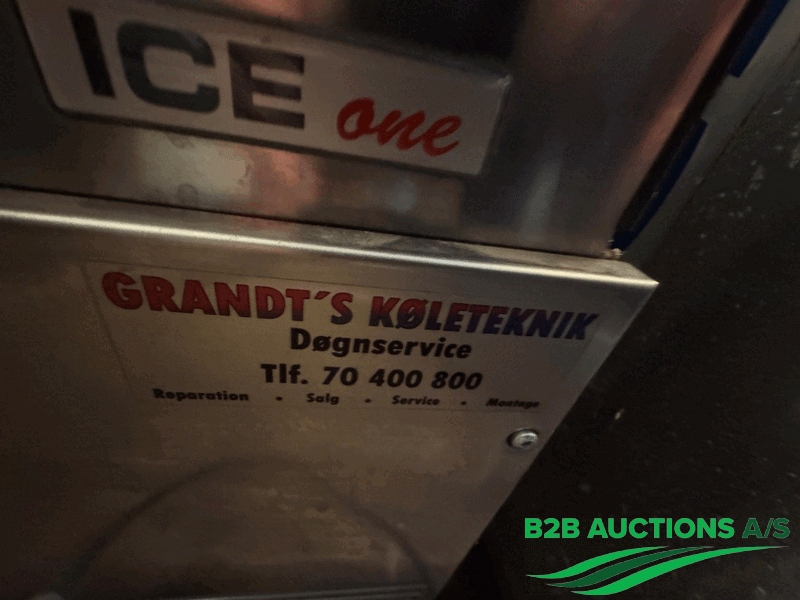 ICE one
GRANDT´S KØLETEKNIK
Døgnservice
Tlf. 70 400 800
Reparation • Salg • Service • Montage
B2B AUCTIONS A/S